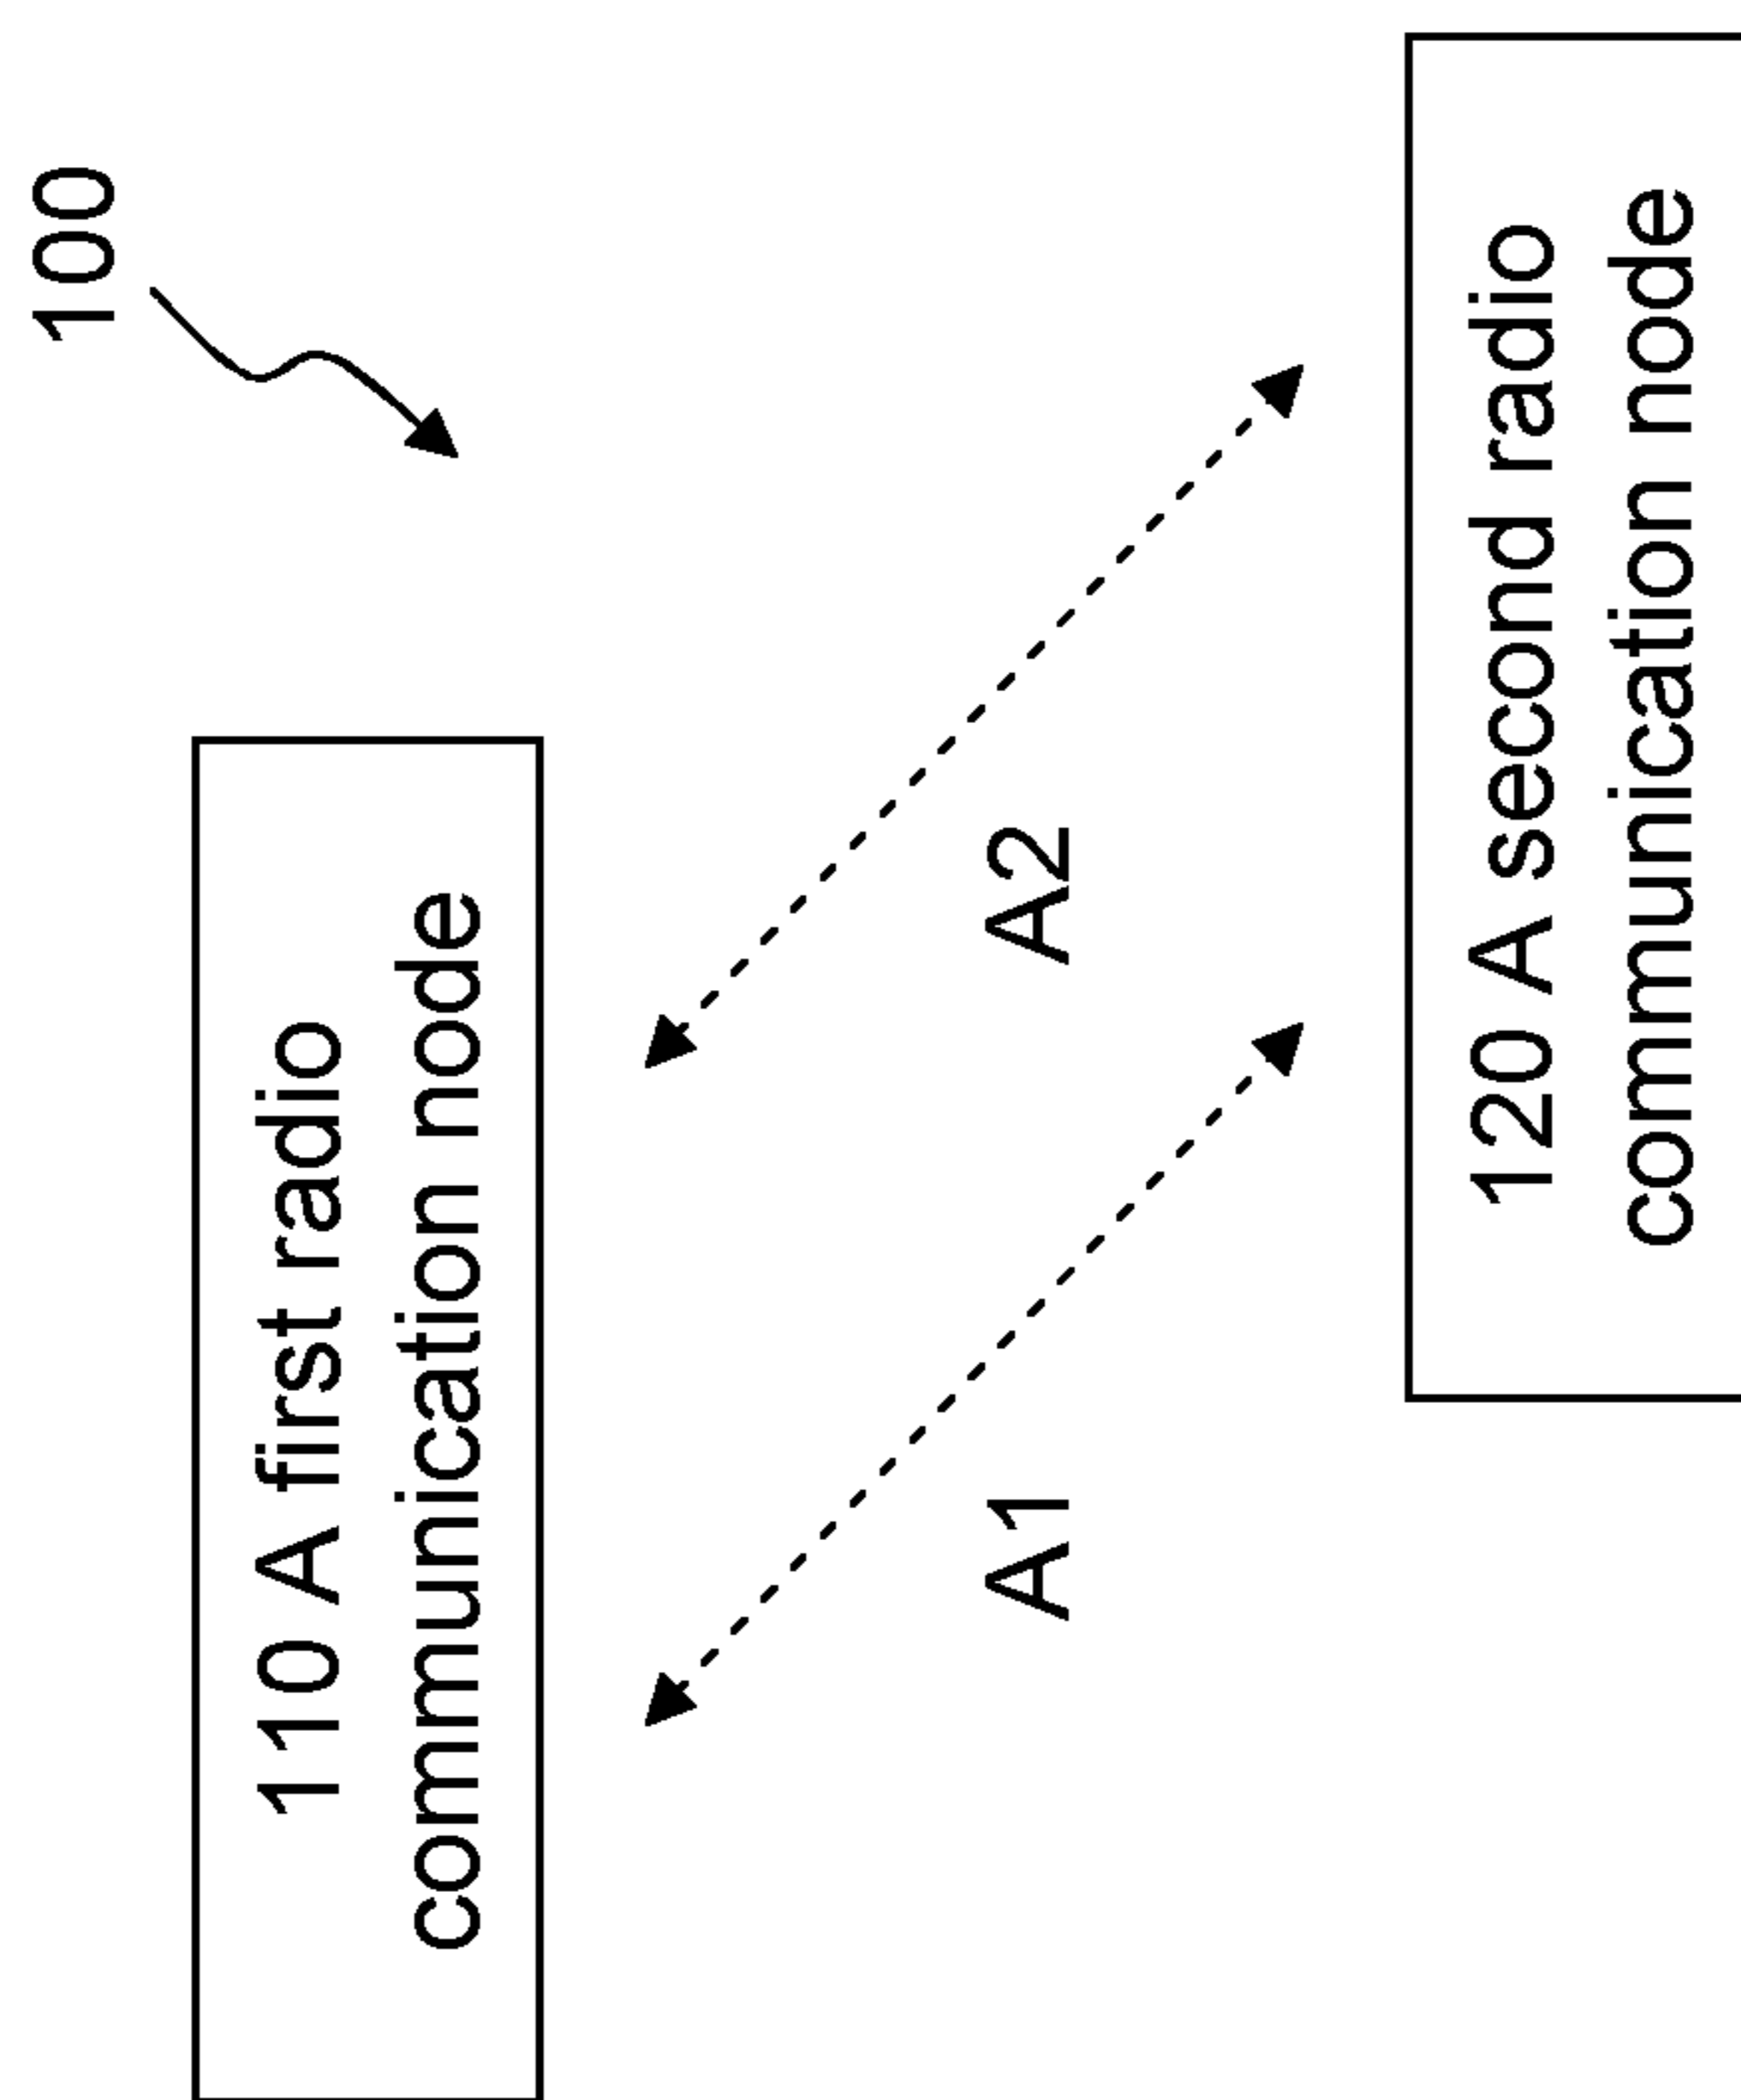 100
110 A first radio
communication node
A1
A2
120 A second radio
communication node